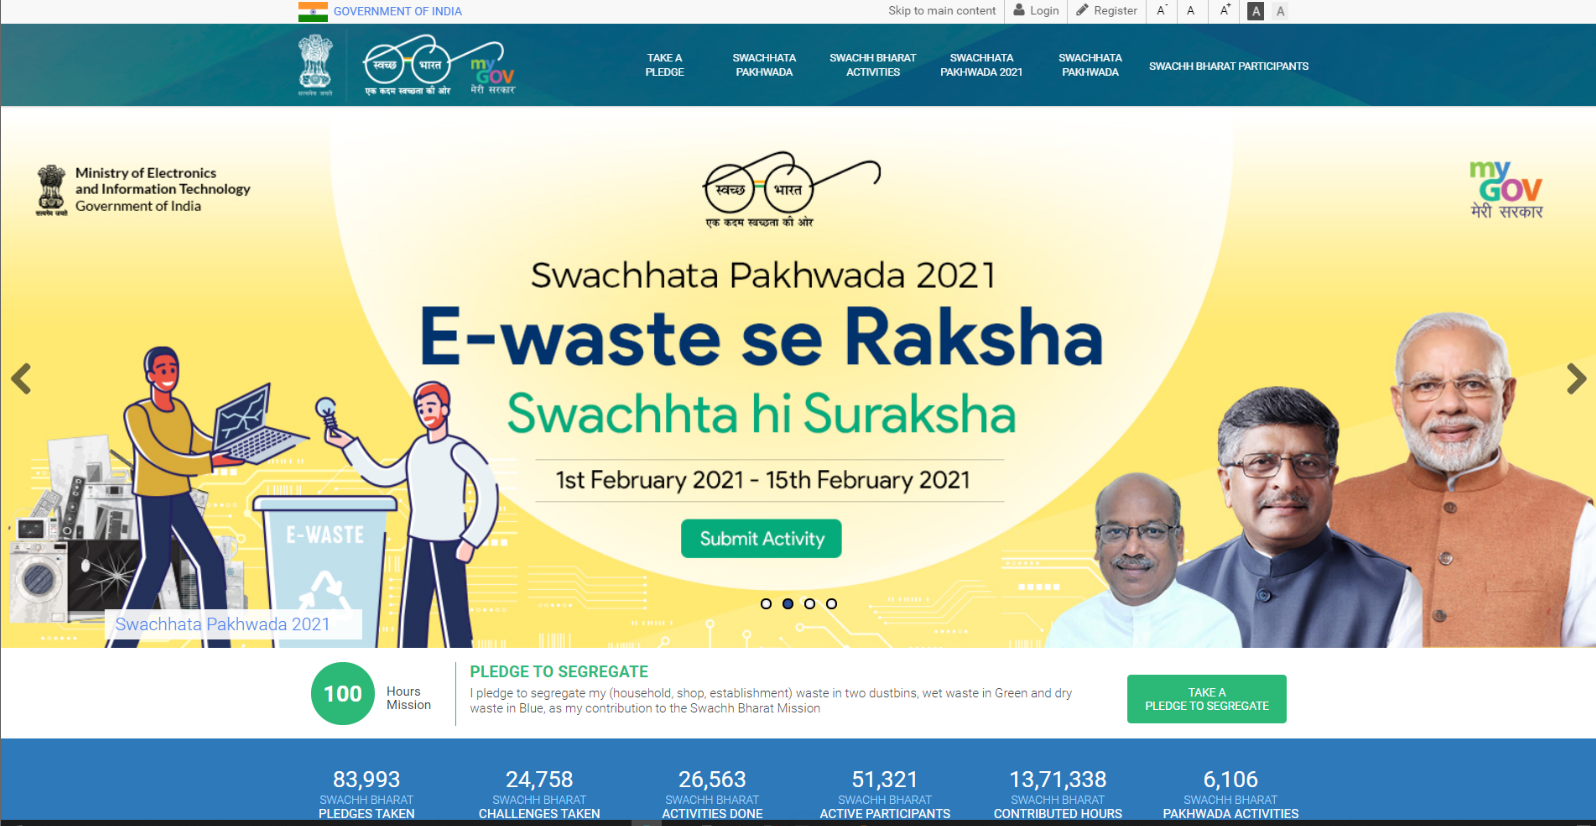 GOVERNMENT OF INDIA
Skip to main content Login Register A- A A+ A A
सत्यमेव जयते
स्वच्छ भारत
एक कदम स्वच्छता की ओर
my
GOV
मेरी सरकार
TAKE A
PLEDGE
SWACHHATA
PAKHWADA
SWACHH BHARAT
ACTIVITIES
SWACHHATA
PAKHWADA 2021
SWACHHATA
PAKHWADA
SWACHH BHARAT PARTICIPANTS
Ministry of Electronics
and Information Technology
Government of India
सत्यमेव जयते
स्वच्छ भारत
एक कदम स्वच्छता की ओर
my
GOV
मेरी सरकार
Swachhata Pakhwada 2021
E-waste se Raksha
Swachhta hi Suraksha
1st February 2021 - 15th February 2021
Submit Activity
E-WASTE
Swachhata Pakhwada 2021
100
Hours
Mission
PLEDGE TO SEGREGATE
I pledge to segregate my (household, shop, establishment) waste in two dustbins, wet waste in Green and dry
waste in Blue, as my contribution to the Swachh Bharat Mission
TAKE A
PLEDGE TO SEGREGATE
83,993
SWACHH BHARAT
PLEDGES TAKEN
24,758
SWACHH BHARAT
CHALLENGES TAKEN
26,563
SWACHH BHARAT
ACTIVITIES DONE
51,321
SWACHH BHARAT
ACTIVE PARTICIPANTS
13,71,338
SWACHH BHARAT
CONTRIBUTED HOURS
6,106
SWACHH BHARAT
PAKHWADA ACTIVITIES